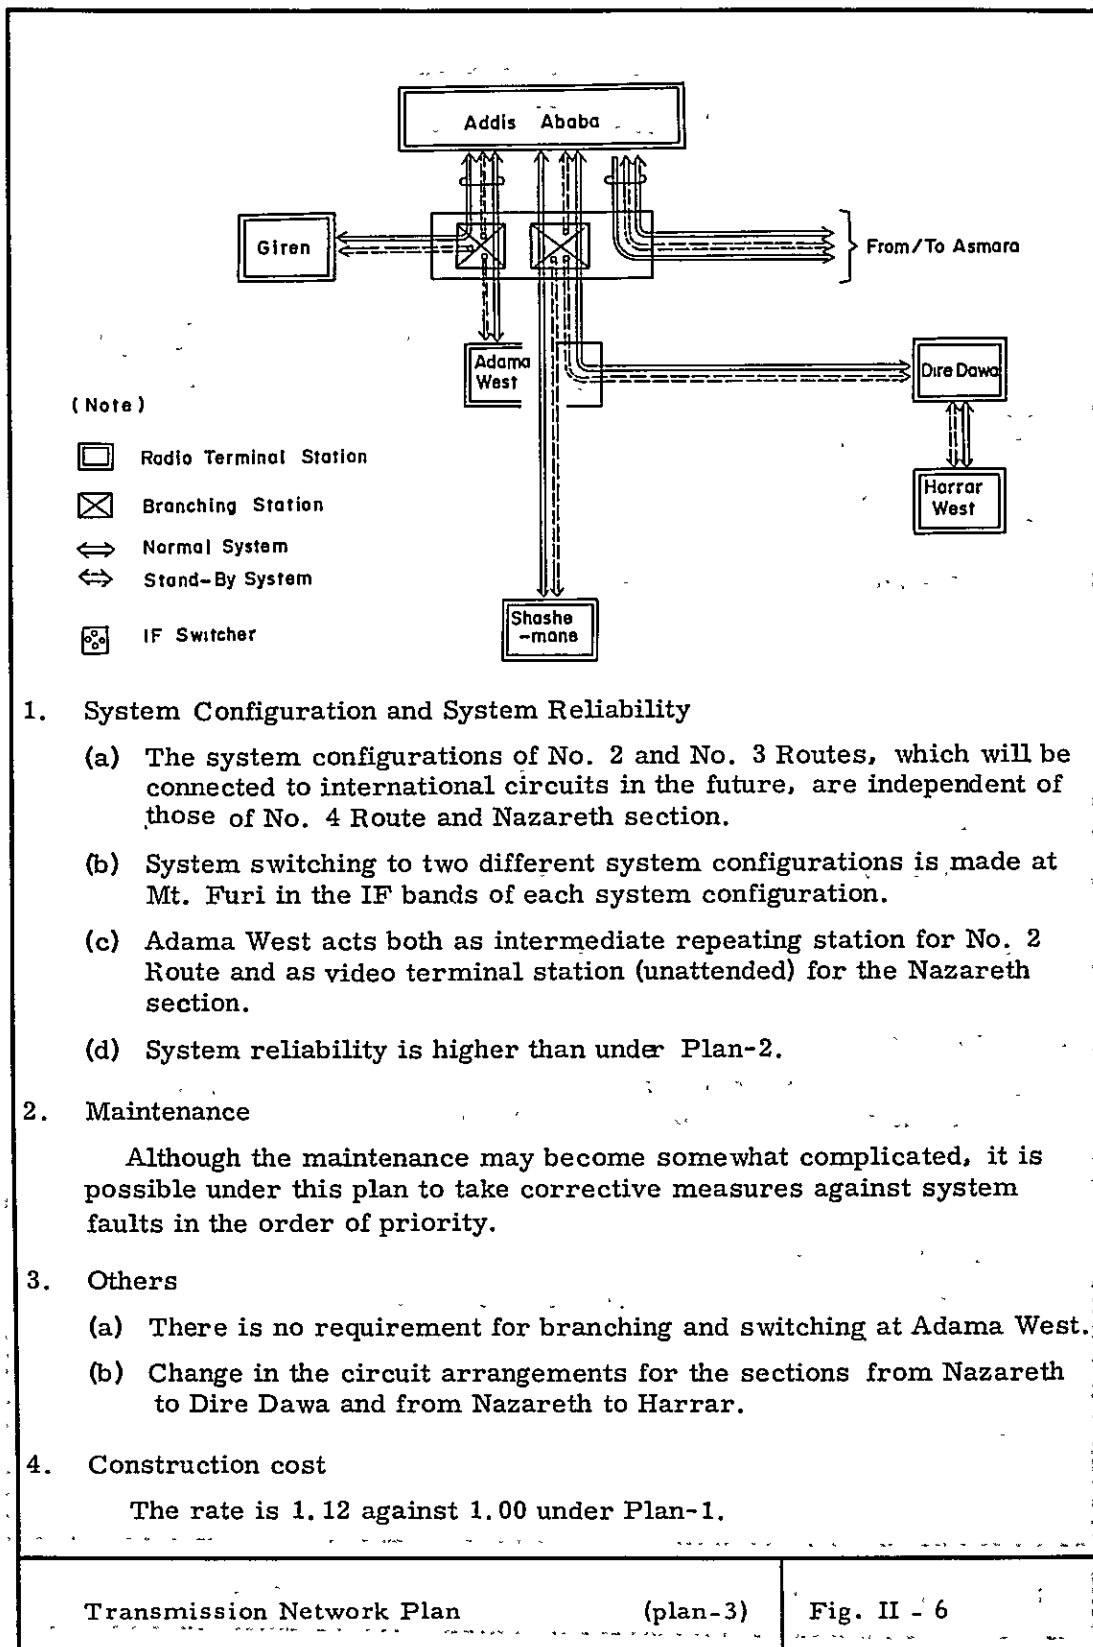 Addis Ababa
Giren
From/To Asmara
Adama
West
Dire Dawa
(Note)
Radio Terminal Station
Harrar
West
Branching Station
Normal System
Stand-By System
Shashe
-mane
IF Switcher
1. System Configuration and System Reliability
(a) The system configurations of No. 2 and No. 3 Routes, which will be
connected to international circuits in the future, are independent of
those of No. 4 Route and Nazareth section.
(b) System switching to two different system configurations is made at
Mt. Furi in the IF bands of each system configuration.
(c) Adama West acts both as intermediate repeating station for No. 2
Route and as video terminal station (unattended) for the Nazareth
section.
(d) System reliability is higher than under Plan-2.
2. Maintenance
Although the maintenance may become somewhat complicated, it is
possible under this plan to take corrective measures against system
faults in the order of priority.
3. Others
(a) There is no requirement for branching and switching at Adama West.
(b) Change in the circuit arrangements for the sections from Nazareth
to Dire Dawa and from Nazareth to Harrar.
4. Construction cost
The rate is 1.12 against 1.00 under Plan-1.
Transmission Network Plan (plan-3) Fig. II - 6